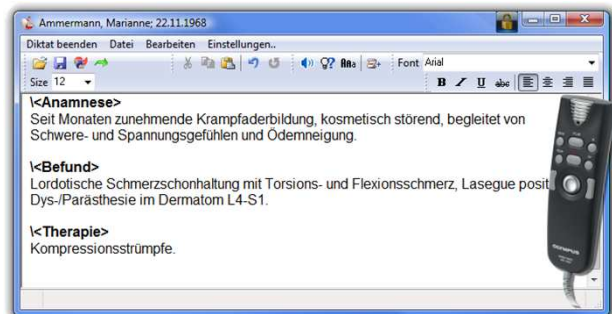 Ammermann, Marianne; 22.11.1968
Diktat beenden Datei Bearbeiten Einstellungen..
Font Arial
Size 12 B I U abc
\<Anamnese>
Seit Monaten zunehmende Krampfaderbildung, kosmetisch störend, begleitet von
Schwere- und Spannungsgefühlen und Ödemneigung.
\<Befund>
Lordotische Schmerzschonhaltung mit Torsions- und Flexionsschmerz, Lasegue posit
Dys-/Parästhesie im Dermatom L4-S1.
\<Therapie>
Kompressionsstrümpfe.
OLYMPUS